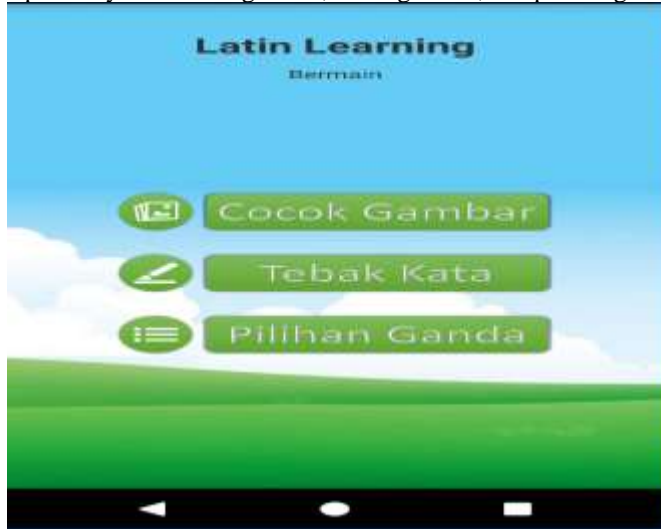 Latin Learning
Bermain
Cocok Gambar
Tebak Kata
Pilihan Ganda